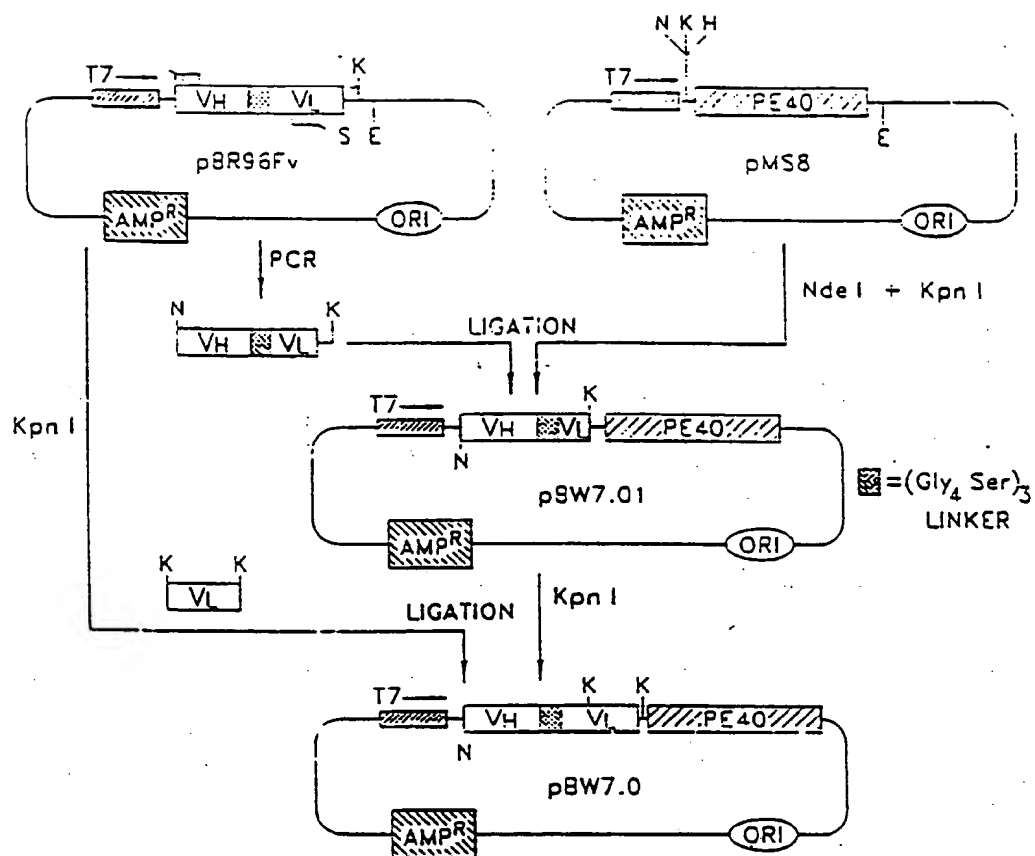 N K H
T7
K
T7
VH
VL
PE40
S
E
E
pBR96Fv
pMS8
AMPR
ORI
AMPR
ORI
PCR
Nde I + Kpn I
N
K
VH
VL
LIGATION
Kpn I
T7
K
VH
VL
PE40
N
pBW7.01
=(Gly4 Ser)3
LINKER
AMPR
ORI
K
K
VL
LIGATION
Kpn I
T7
K
K
VH
VL
PE40
N
pBW7.0
AMPR
ORI